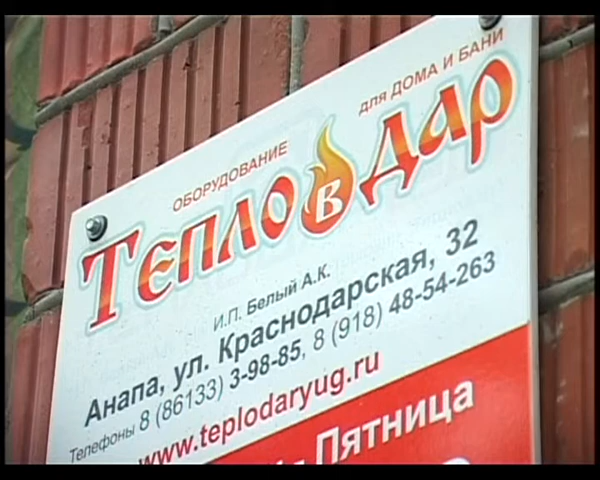 ОБОРУДОВАНИЕ для ДОМА И БАНИ
ТЕПЛОВДАР
И.П. Белый А.К.
Анапа, ул. Краснодарская, 32
Телефоны 8 (86133) 3-98-85, 8 (918) 48-54-263
www.teplodaryug.ru
Пятница